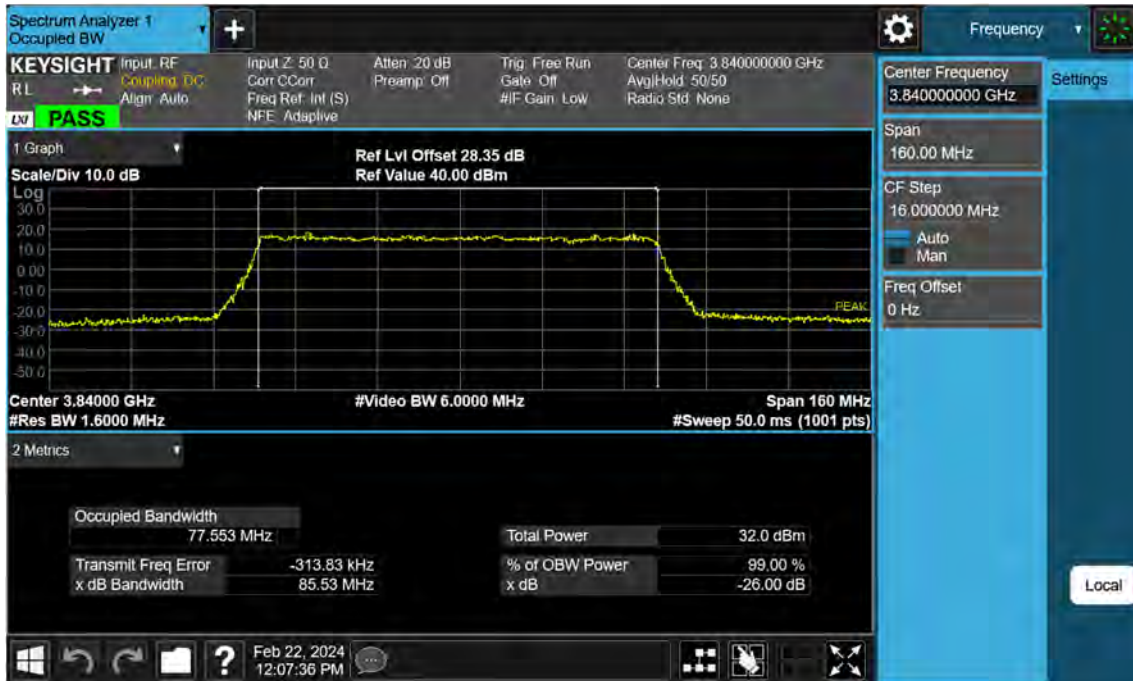 Spectrum Analyzer 1
Occupied BW
+
Frequency
KEYSIGHT
RL
LXI
PASS
Input: RF
Coupling: DC
Align: Auto
Input Z: 50 Ω
Corr CCorr
Freq Ref: Int (S)
NFE: Adaptive
Atten: 20 dB
Preamp: Off
Trig: Free Run
Gate: Off
#IF Gain: Low
Center Freq: 3.840000000 GHz
Avg|Hold: 50/50
Radio Std: None
Center Frequency
3.840000000 GHz
Settings
Span
160.00 MHz
CF Step
16.000000 MHz
Auto
Man
Freq Offset
0 Hz
Local
1 Graph
Scale/Div 10.0 dB
Ref Lvl Offset 28.35 dB
Ref Value 40.00 dBm
Log
30.0
20.0
10.0
0.00
-10.0
-20.0
-30.0
-40.0
-50.0
PEAK
Center 3.84000 GHz
#Video BW 6.0000 MHz
Span 160 MHz
#Res BW 1.6000 MHz
#Sweep 50.0 ms (1001 pts)
2 Metrics
Occupied Bandwidth
77.553 MHz
Total Power 32.0 dBm
Transmit Freq Error -313.83 kHz
% of OBW Power 99.00 %
x dB Bandwidth 85.53 MHz
x dB -26.00 dB
?
Feb 22, 2024
12:07:36 PM